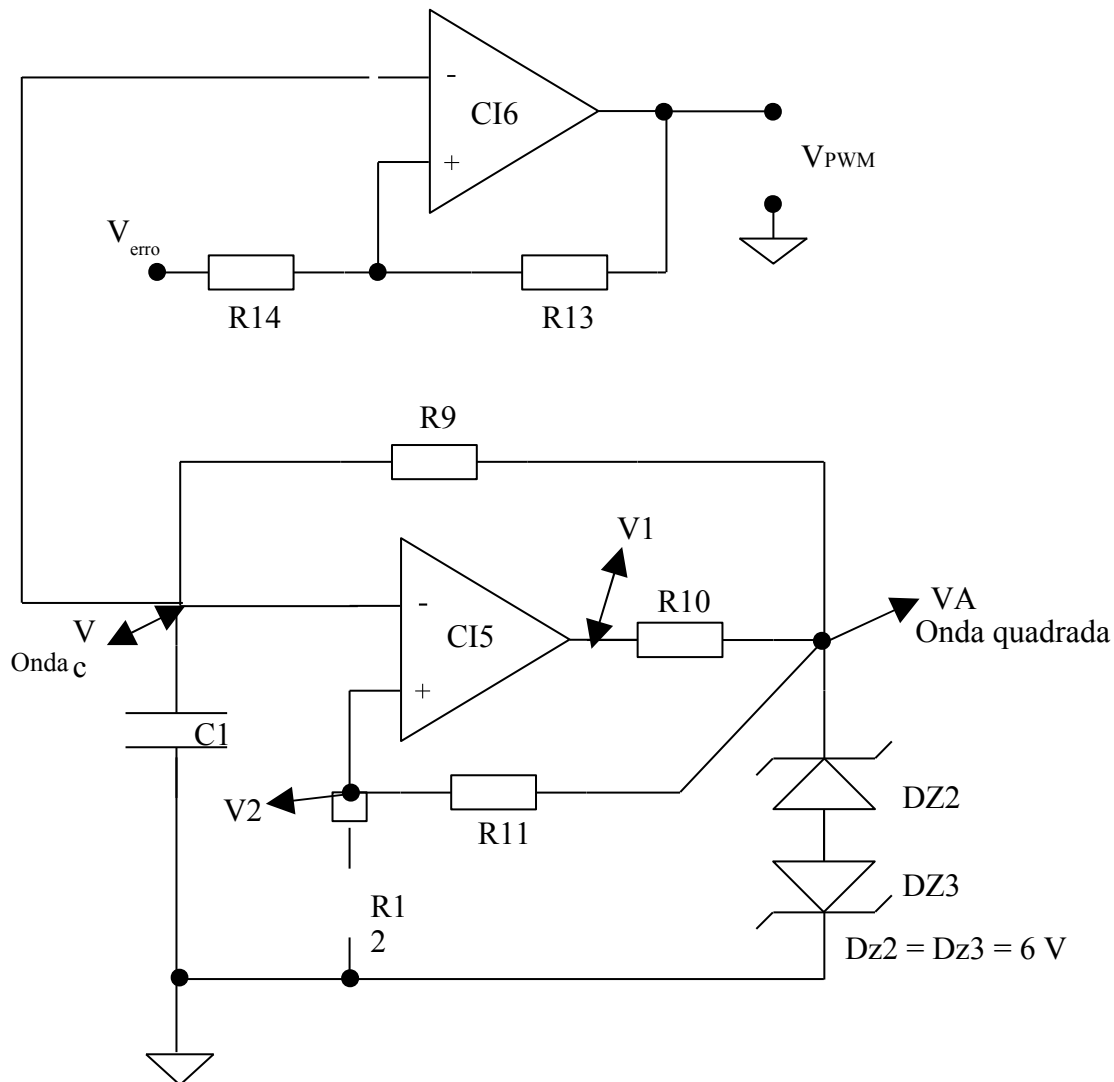 -
CI6
+
VPWM
Verro
R14
R13
R9
V1
R10
VA
Onda quadrada
-
CI5
+
V
Onda c
C1
V2
R11
R1
2
DZ2
DZ3
Dz2 = Dz3 = 6 V